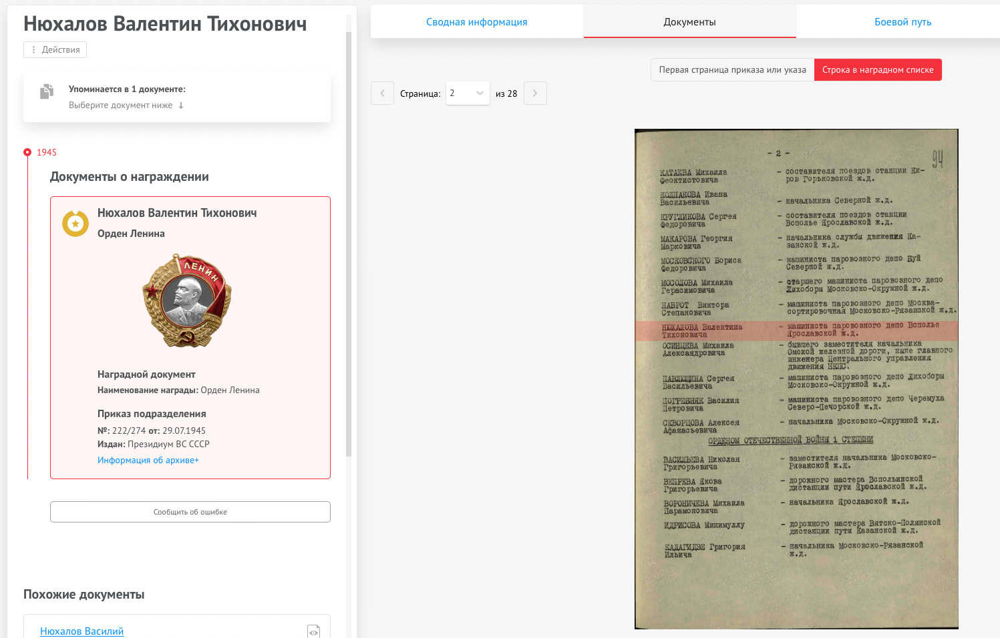 Нюхалов Валентин Тихонович
Действия
Упоминается в 1 документе:
Выберите документ ниже ↓
1945
Документы о награждении
Нюхалов Валентин Тихонович
Орден Ленина
ЛЕНИН
Наградной документ
Наименование награды: Орден Ленина
Приказ подразделения
№: 222/274 от: 29.07.1945
Издан: Президиум ВС СССР
Информация об архиве+
Сообщить об ошибке
Похожие документы
Нюхалов Василий
Сводная информация
Документы
Боевой путь
Первая страница приказа или указа
Строка в наградном списке
Страница: 2 из 28
- 2 -
94
КАТАЕВА Михаила - составителя поездов станции Ки-
Феоктистовича ров Горьковской ж.д.
КОЛПАКОВА Ивана
Васильевича - начальника Северной ж.д.
КРУГЛИКОВА Сергея - составителя поездов станции
Федоровича Всполье Ярославской ж.д.
МАКАРОВА Георгия - начальника службы движения Ка-
Марковича занской ж.д.
МОСКОВСКОГО Бориса - машиниста паровозного депо Буй
Федоровича Северной ж.д.
МОСОЛОВА Михаила - старшего машиниста паровозного депо
Герасимовича Лихоборы Московско-Окружной ж.д.
НАВРОТ Виктора - машиниста паровозного депо Москва-
Степановича сортировочная Московско-Рязанской ж.д.
НЮХАЛОВА Валентина - машиниста паровозного депо Всполье
Тихоновича Ярославской ж.д.
ОСИНЦЕВА Михаила - бывшего заместителя начальника
Александровича Омской железной дороги, ныне главного
инженера Центрального управления
движения НКПС.
ПАВЛЮЩИНА Сергея - машиниста паровозного депо Лихоборы
Васильевича Московско-Окружной ж.д.
ПОГРЕБНЯК Василия - машиниста паровозного депо Черемуха
Петровича Северо-Печорской ж.д.
СКВОРЦОВА Алексея - начальника Московско-Окружной ж.д.
Афанасьевича
ОРДЕНОМ ОТЕЧЕСТВЕННОЙ ВОЙНЫ 1 СТЕПЕНИ
ВАСИЛЬЕВА Николая - заместителя начальника Московско-
Григорьевича Рязанской ж.д.
ВЕПРЕВА Якова - дорожного мастера Вспольинской
Григорьевича дистанции пути Ярославской ж.д.
ВОРОНИЧЕВА Михаила - начальника Ярославской ж.д.
Парамоновича
ИДРИСОВА Минимуллу - дорожного мастера Вятско-Полянской
дистанции пути Казанской ж.д.
КАДАГИДЗЕ Григория - начальника Московско-Рязанской
Ильича ж.д.